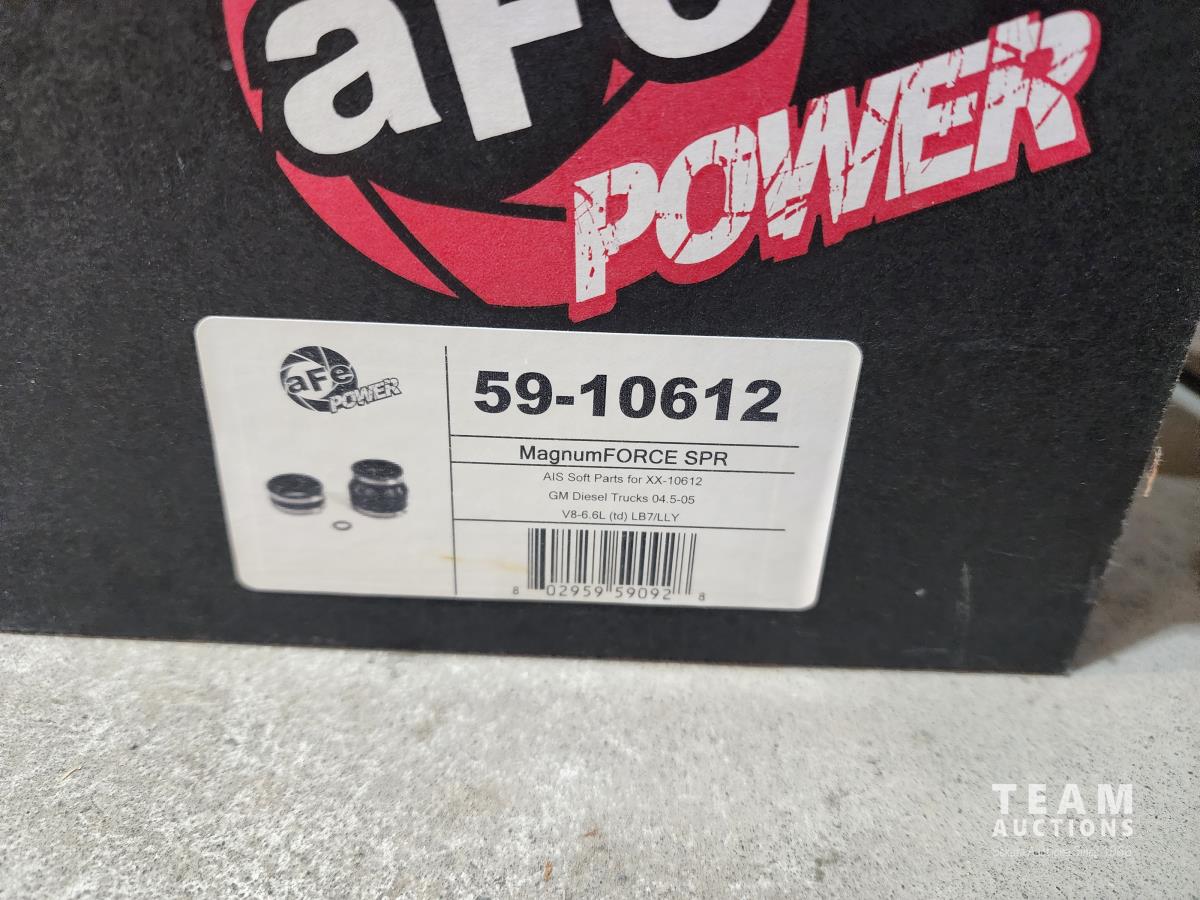 aFe
POWER
aFe
POWER
59-10612
MagnumFORCE SPR
AIS Soft Parts for XX-10612
GM Diesel Trucks 04.5-05
V8-6.6L (td) LB7/LLY
8 02959 59092 8
TEAM
AUCTIONS